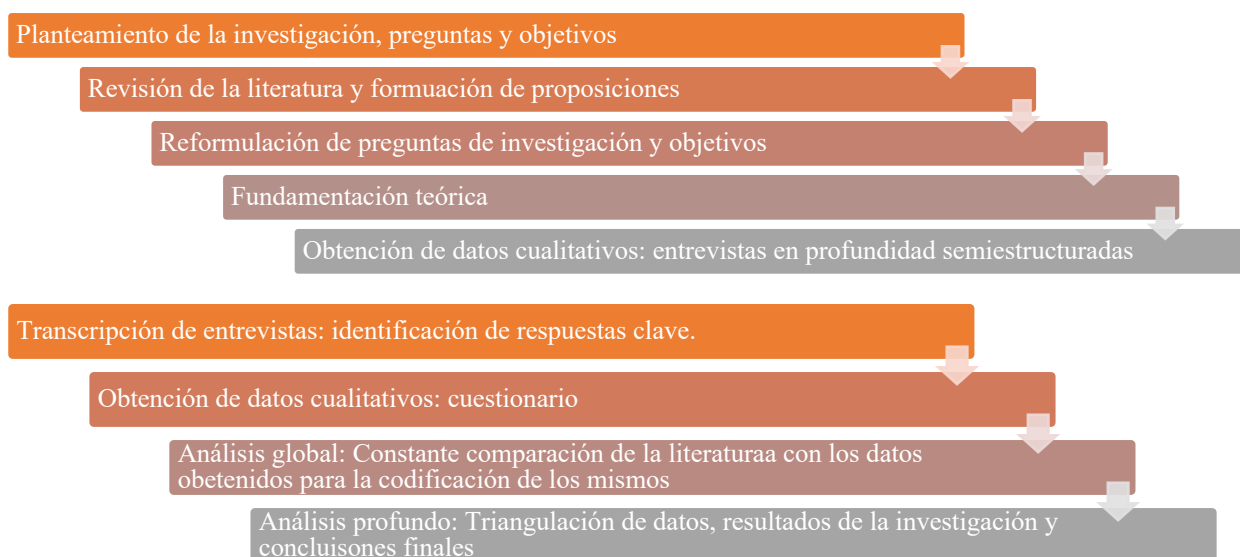 Planteamiento de la investigación, preguntas y objetivos
Revisión de la literatura y formuación de proposiciones
Reformulación de preguntas de investigación y objetivos
Fundamentación teórica
Obtención de datos cualitativos: entrevistas en profundidad semiestructuradas
Transcripción de entrevistas: identificación de respuestas clave.
Obtención de datos cualitativos: cuestionario
Análisis global: Constante comparación de la literaturaa con los datos
obetenidos para la codificación de los mismos
Análisis profundo: Triangulación de datos, resultados de la investigación y
concluisones finales